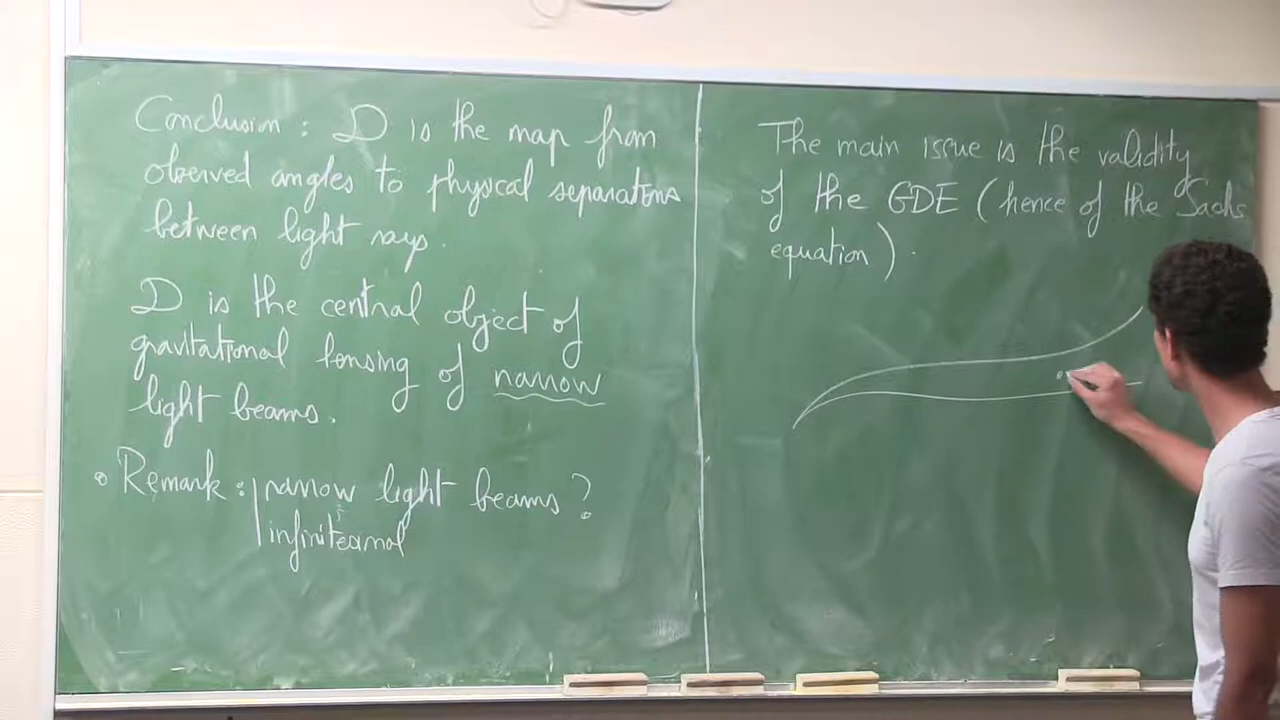 Conclusion : D is the map from
observed angles to physical separations
between light rays.
D is the central object of
gravitational lensing of narrow
light beams.
• Remark : narrow light beams ?
infinitesimal
The main issue is the validity
of the GDE (hence of the Sachs
equation).